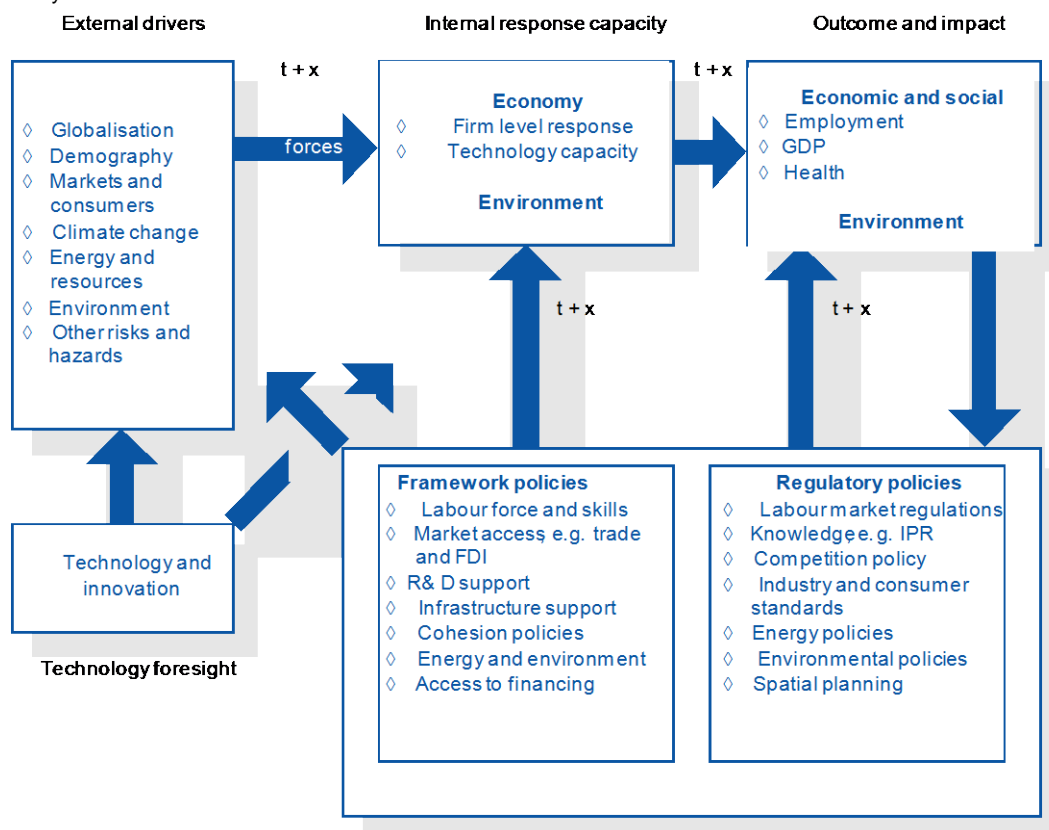 External drivers
Internal response capacity
Outcome and impact
t + x
t + x
◊ Globalisation
◊ Demography
◊ Markets and
consumers
◊ Climate change
◊ Energy and
resources
◊ Environment
◊ Other risks and
hazards
forces
Economy
◊ Firm level response
◊ Technology capacity
Environment
Economic and social
◊ Employment
◊ GDP
◊ Health
Environment
t + x
t + x
Technology and
innovation
Technology foresight
Framework policies
◊ Labour force and skills
◊ Market access, e.g. trade
and FDI
◊ R& D support
◊ Infrastructure support
◊ Cohesion policies
◊ Energy and environment
◊ Access to financing
Regulatory policies
◊ Labour market regulations
◊ Knowledge, e. g. IPR
◊ Competition policy
◊ Industry and consumer
standards
◊ Energy policies
◊ Environmental policies
◊ Spatial planning